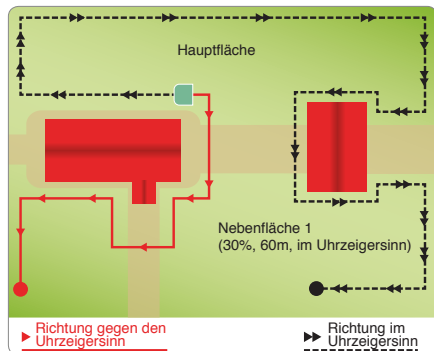 Hauptfläche
Nebenfläche 1
(30%, 60m, im Uhrzeigersinn)
Richtung gegen den
Uhrzeigersinn
Richtung im
Uhrzeigersinn